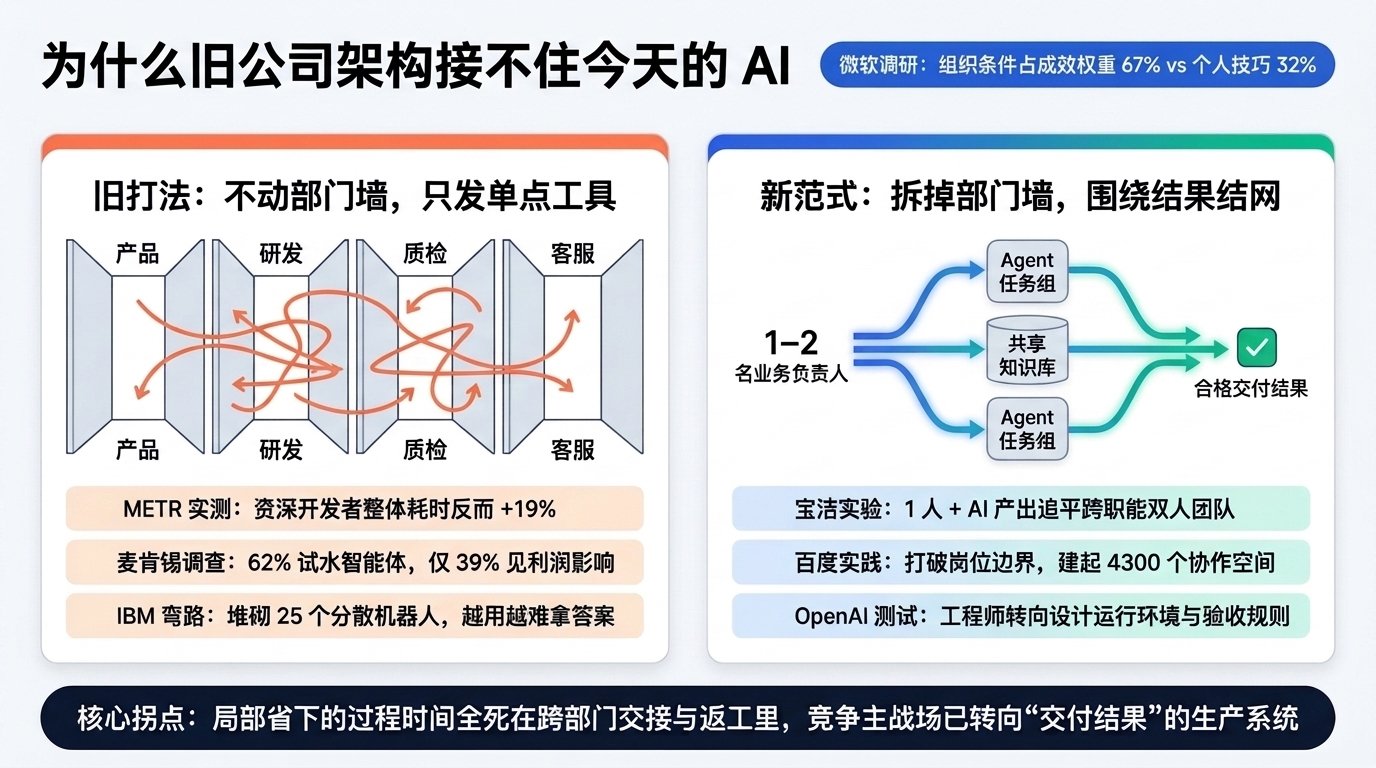 为什么旧公司架构接不住今天的 AI
微软调研：组织条件占成效权重 67% vs 个人技巧 32%
旧打法：不动部门墙，只发单点工具
产品 研发 质检 客服
产品 研发 质检 客服
METR 实测：资深开发者整体耗时反而 +19%
麦肯锡调查：62% 试水智能体，仅 39% 见利润影响
IBM 弯路：堆砌 25 个分散机器人，越用越难拿答案
新范式：拆掉部门墙，围绕结果结网
1–2
名业务负责人
Agent
任务组
共享
知识库
Agent
任务组
合格交付结果
宝洁实验：1 人 + AI 产出追平跨职能双人团队
百度实践：打破岗位边界，建起 4300 个协作空间
OpenAI 测试：工程师转向设计运行环境与验收规则
核心拐点：局部省下的过程时间全死在跨部门交接与返工里，竞争主战场已转向“交付结果”的生产系统